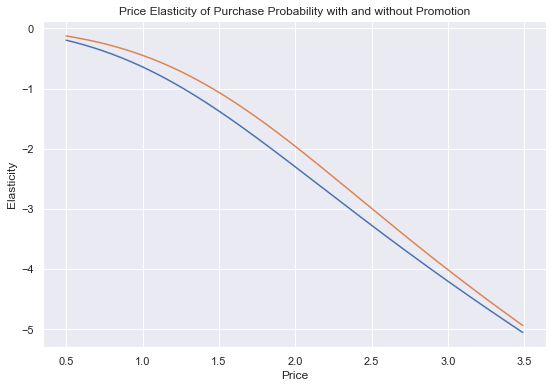 Price Elasticity of Purchase Probability with and without Promotion
0
−1
−2
−3
−4
−5
Elasticity
0.5 1.0 1.5 2.0 2.5 3.0 3.5
Price